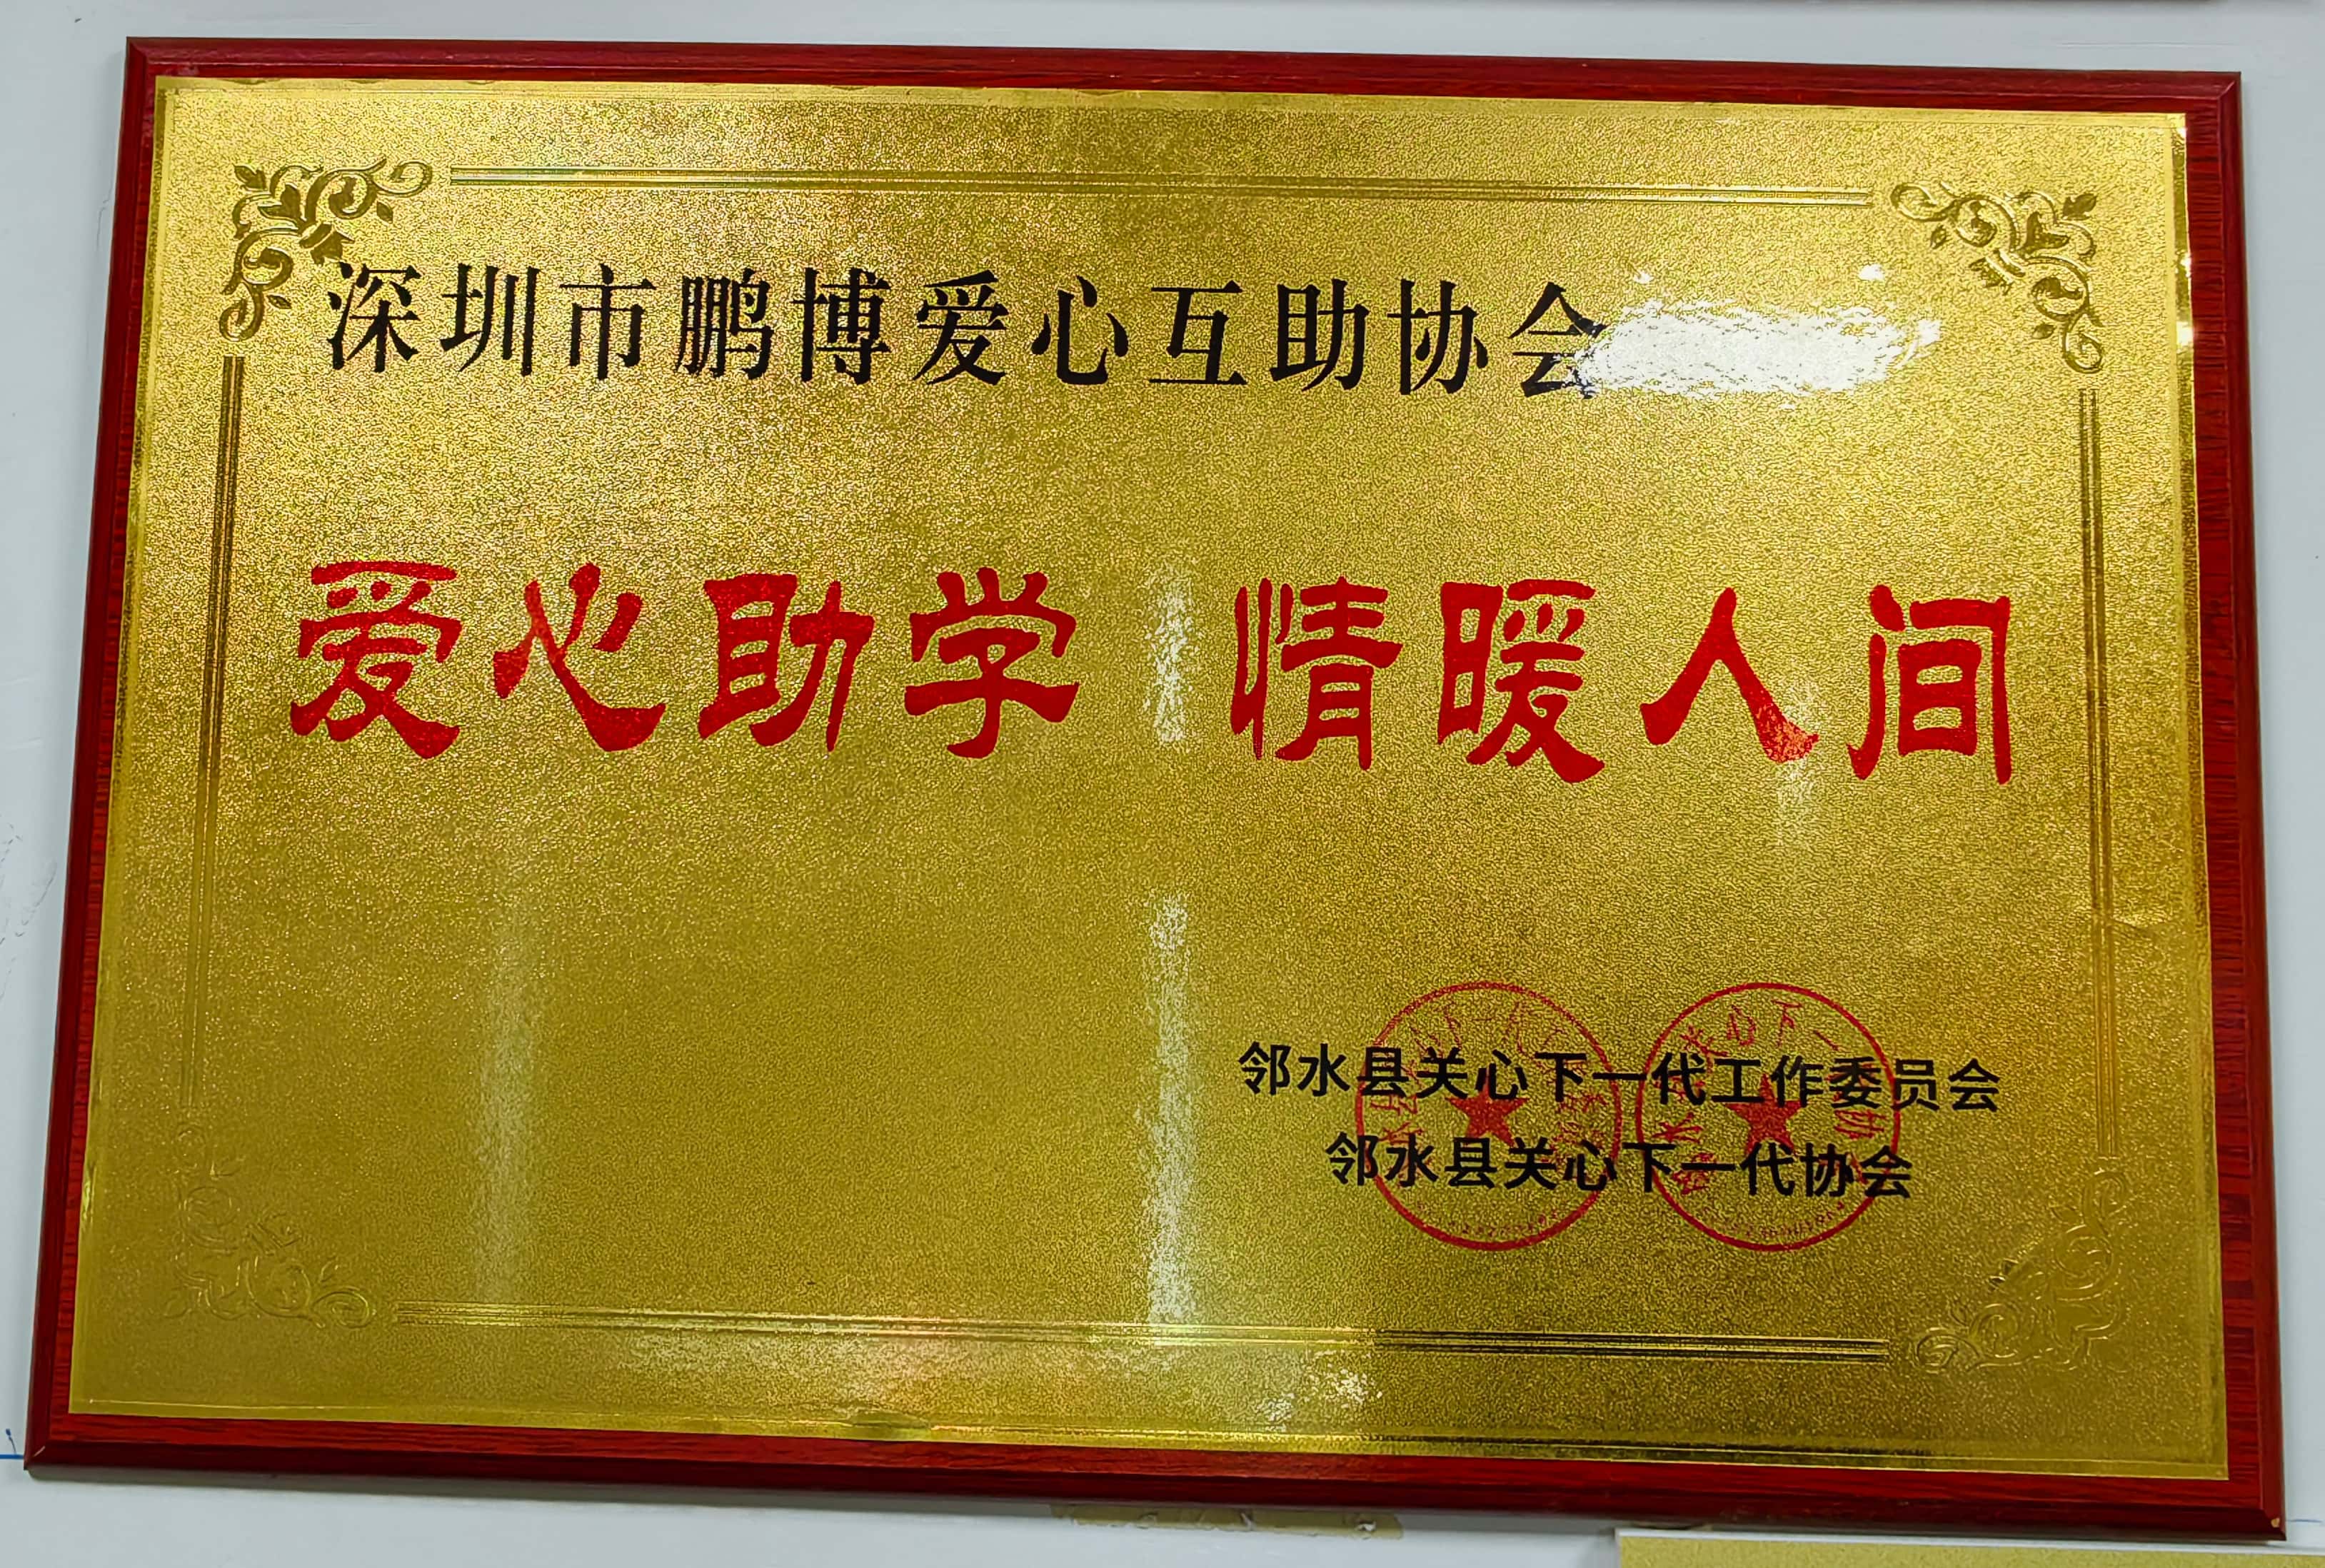 深圳市鹏博爱心互助协会
爱心助学 情暖人间
邻水县关心下一代工作委员会
邻水县关心下一代协会